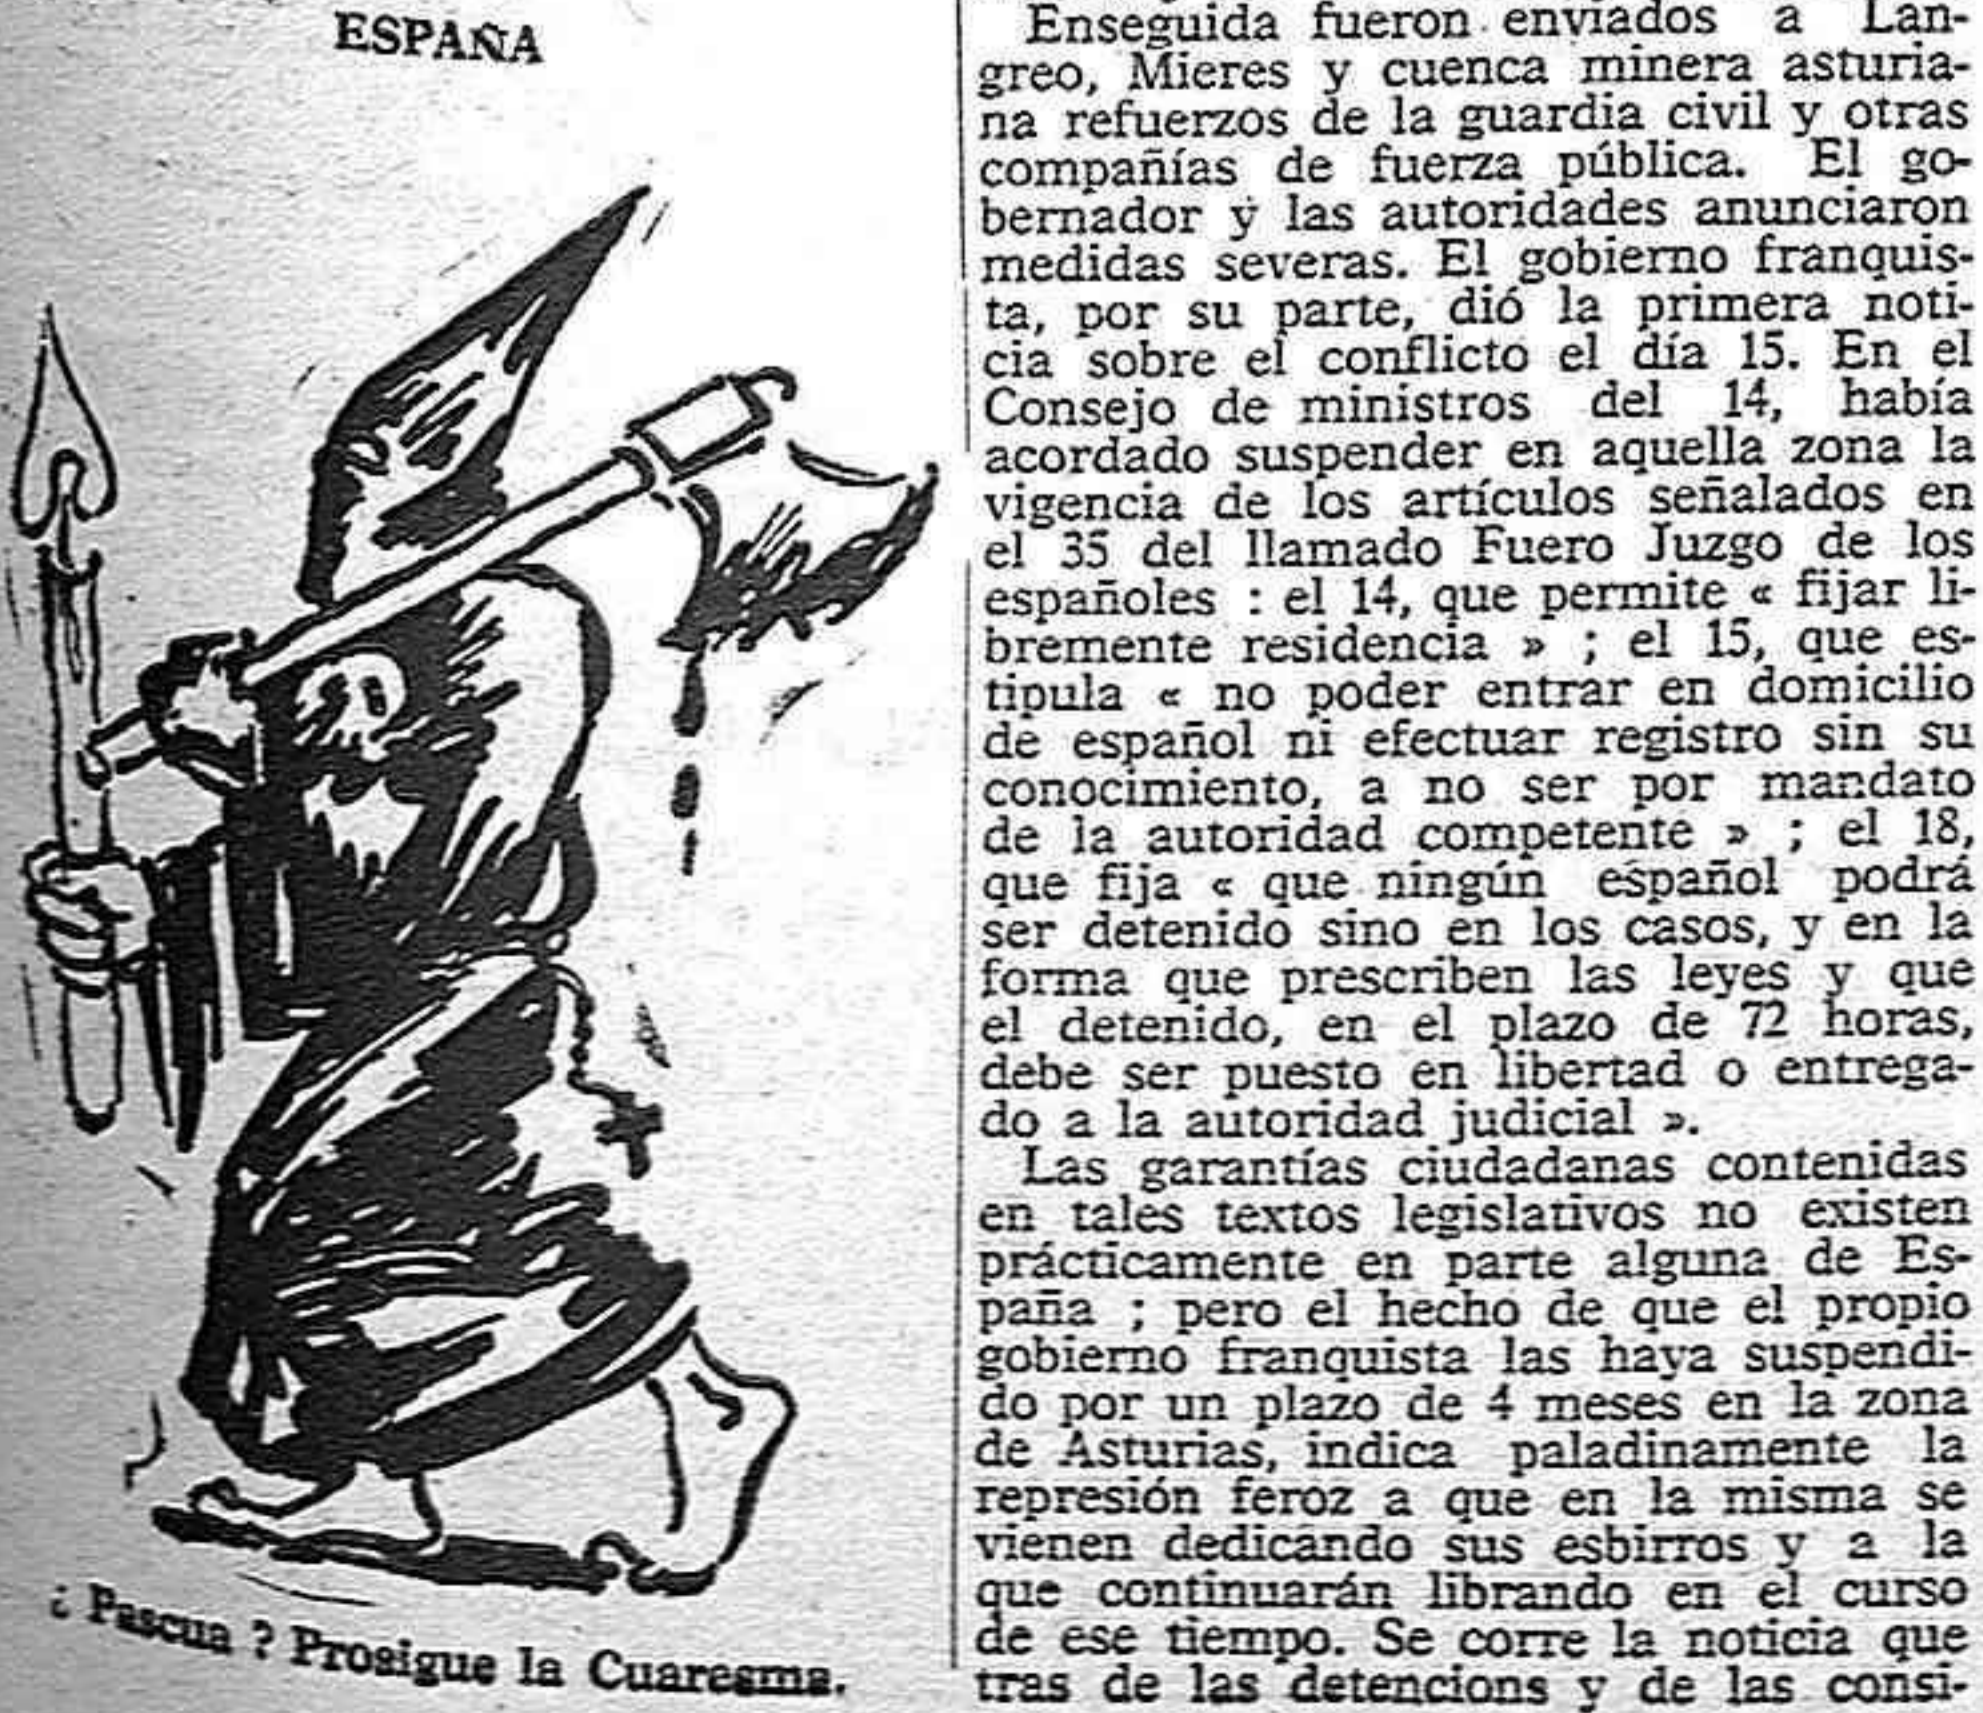 ESPAÑA
¿ Pascua ? Prosigue la Cuaresma.
Enseguida fueron enviados a Lan-
greo, Mieres y cuenca minera asturia-
na refuerzos de la guardia civil y otras
compañías de fuerza pública. El go-
bernador y las autoridades anunciaron
medidas severas. El gobierno franquis-
ta, por su parte, dió la primera noti-
cia sobre el conflicto el día 15. En el
Consejo de ministros del 14, había
acordado suspender en aquella zona la
vigencia de los artículos señalados en
el 35 del llamado Fuero Juzgo de los
españoles : el 14, que permite « fijar li-
bremente residencia » ; el 15, que es-
tipula « no poder entrar en domicilio
de español ni efectuar registro sin su
conocimiento, a no ser por mandato
de la autoridad competente » ; el 18,
que fija « que ningún español podrá
ser detenido sino en los casos, y en la
forma que prescriben las leyes y que
el detenido, en el plazo de 72 horas,
debe ser puesto en libertad o entrega-
do a la autoridad judicial ».
Las garantías ciudadanas contenidas
en tales textos legislativos no existen
prácticamente en parte alguna de Es-
paña ; pero el hecho de que el propio
gobierno franquista las haya suspendi-
do por un plazo de 4 meses en la zona
de Asturias, indica paladinamente la
represión feroz a que en la misma se
vienen dedicando sus esbirros y a la
que continuarán librando en el curso
de ese tiempo. Se corre la noticia que
tras de las detencions y de las consi-